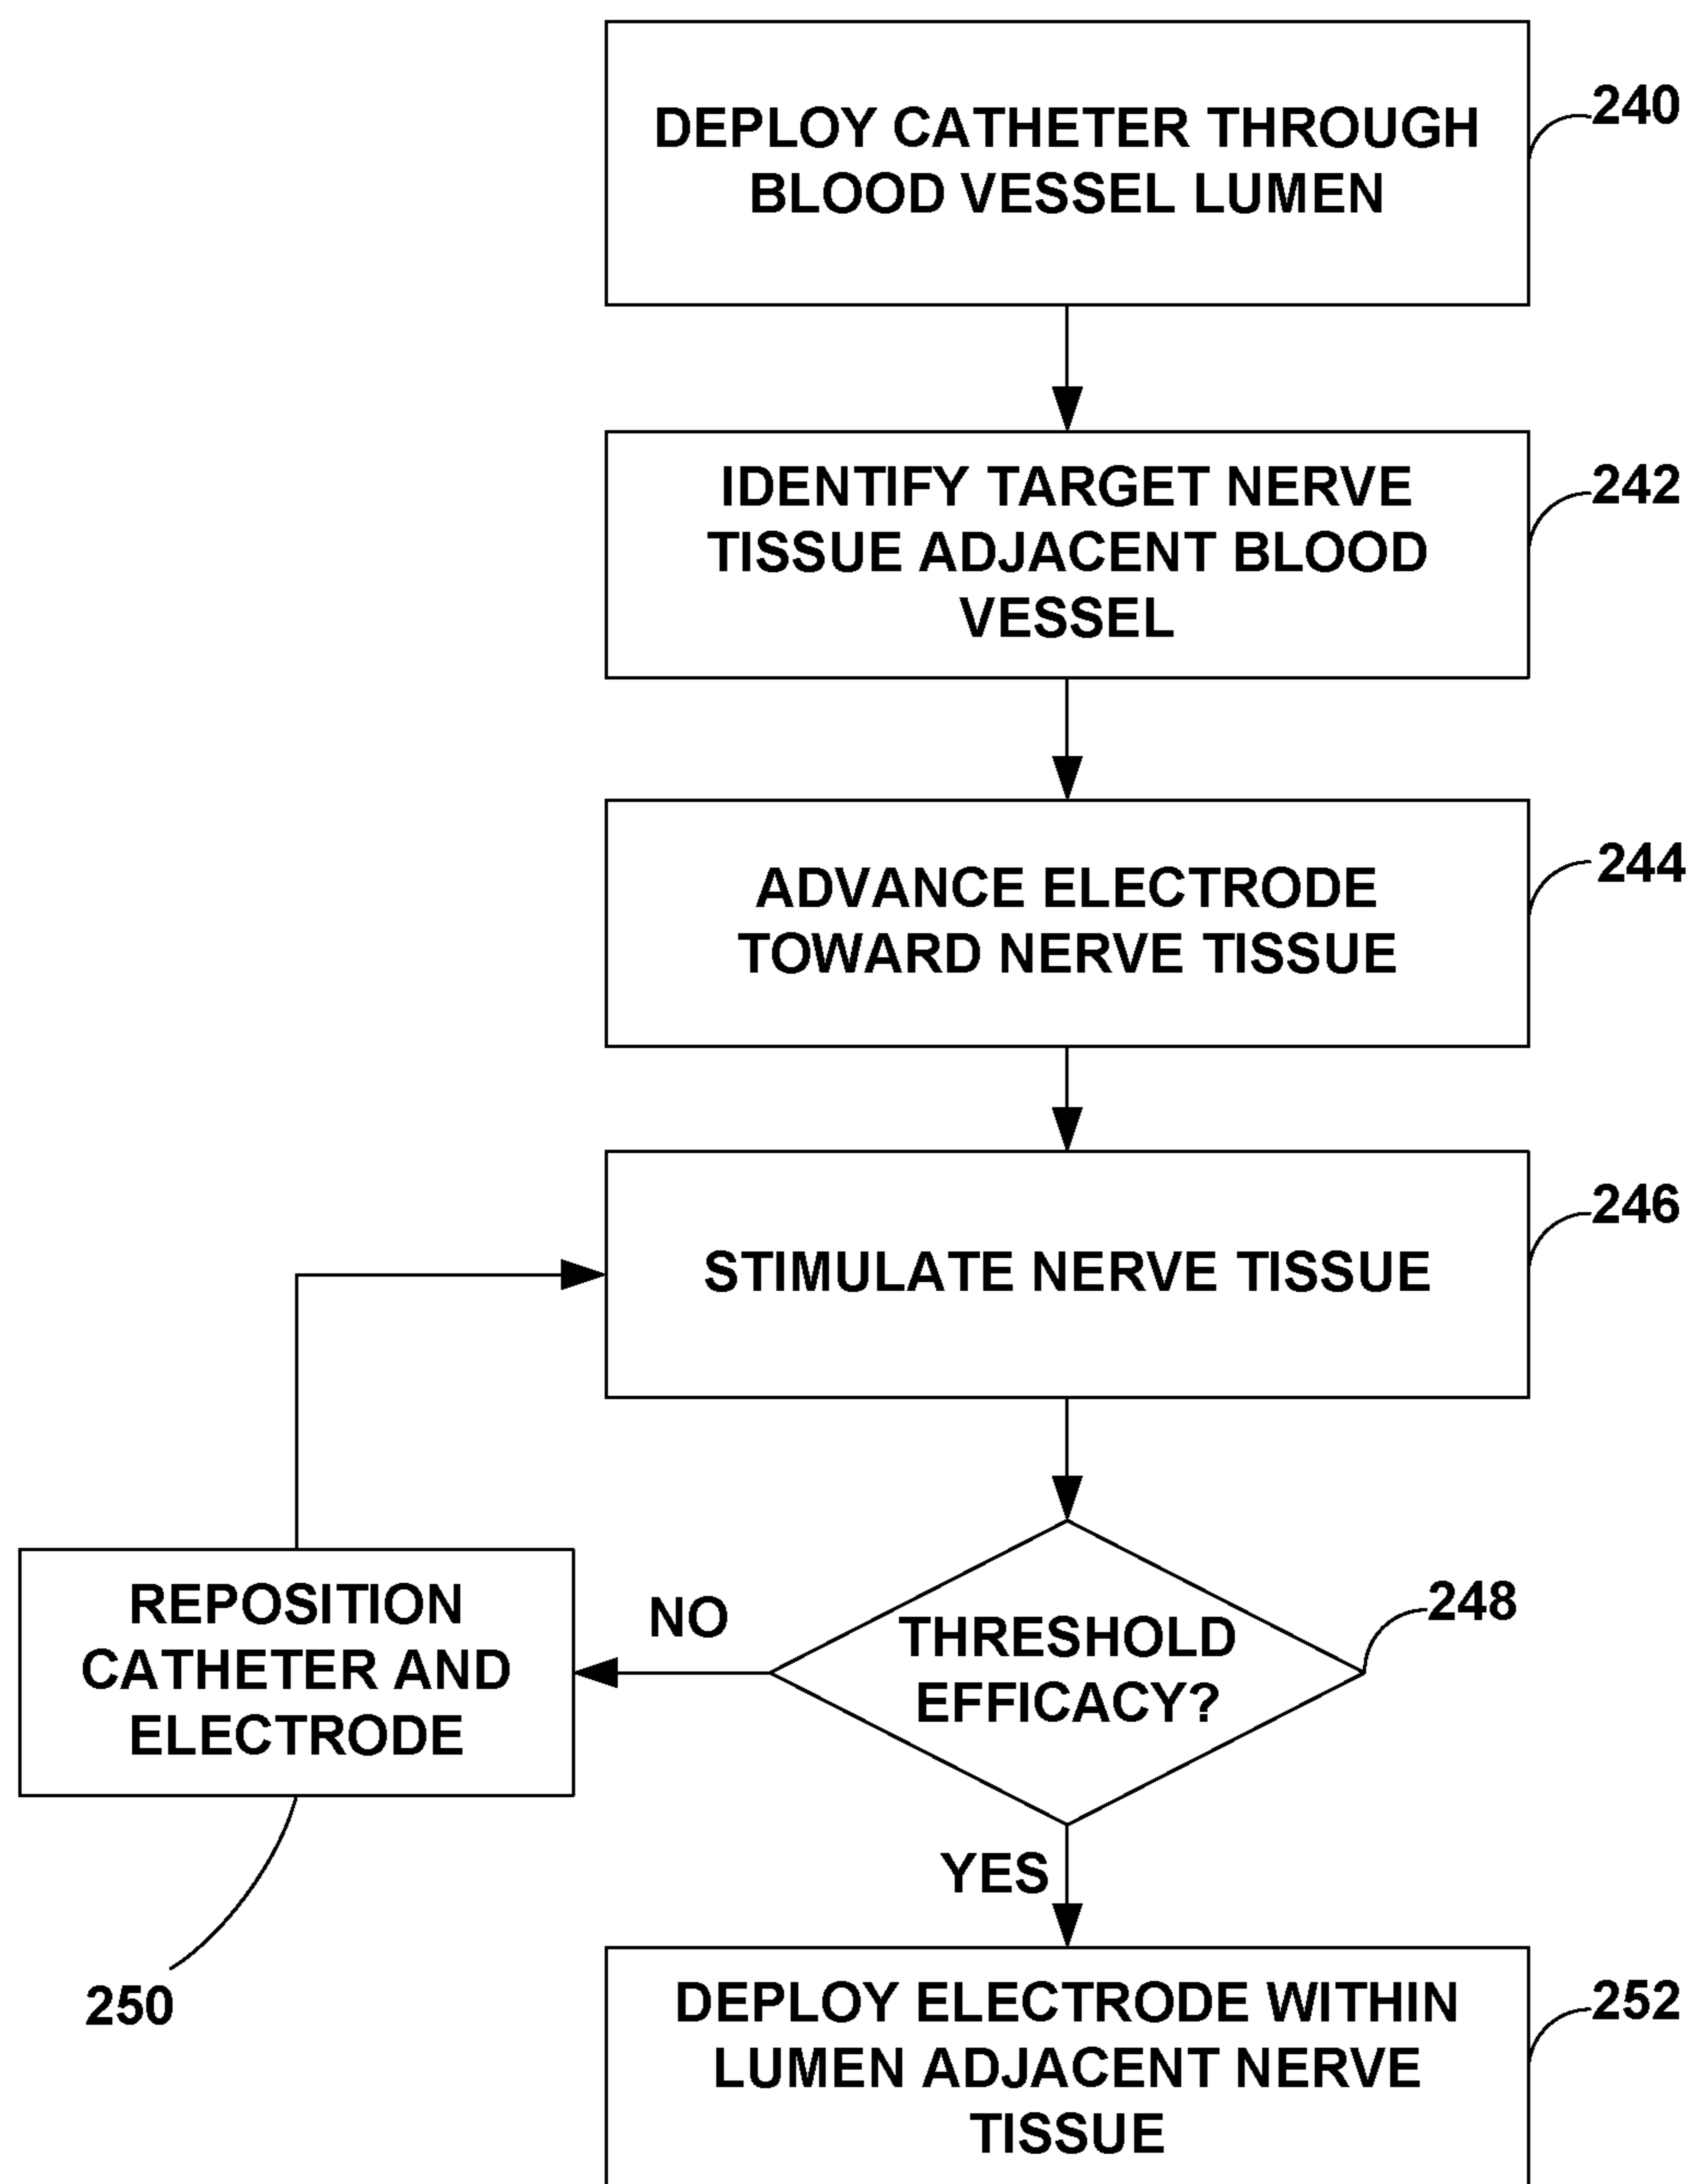 DEPLOY CATHETER THROUGH
BLOOD VESSEL LUMEN
240
IDENTIFY TARGET NERVE
TISSUE ADJACENT BLOOD
VESSEL
242
ADVANCE ELECTRODE
TOWARD NERVE TISSUE
244
STIMULATE NERVE TISSUE
246
THRESHOLD
EFFICACY?
248
NO
REPOSITION
CATHETER AND
ELECTRODE
250
YES
DEPLOY ELECTRODE WITHIN
LUMEN ADJACENT NERVE
TISSUE
252